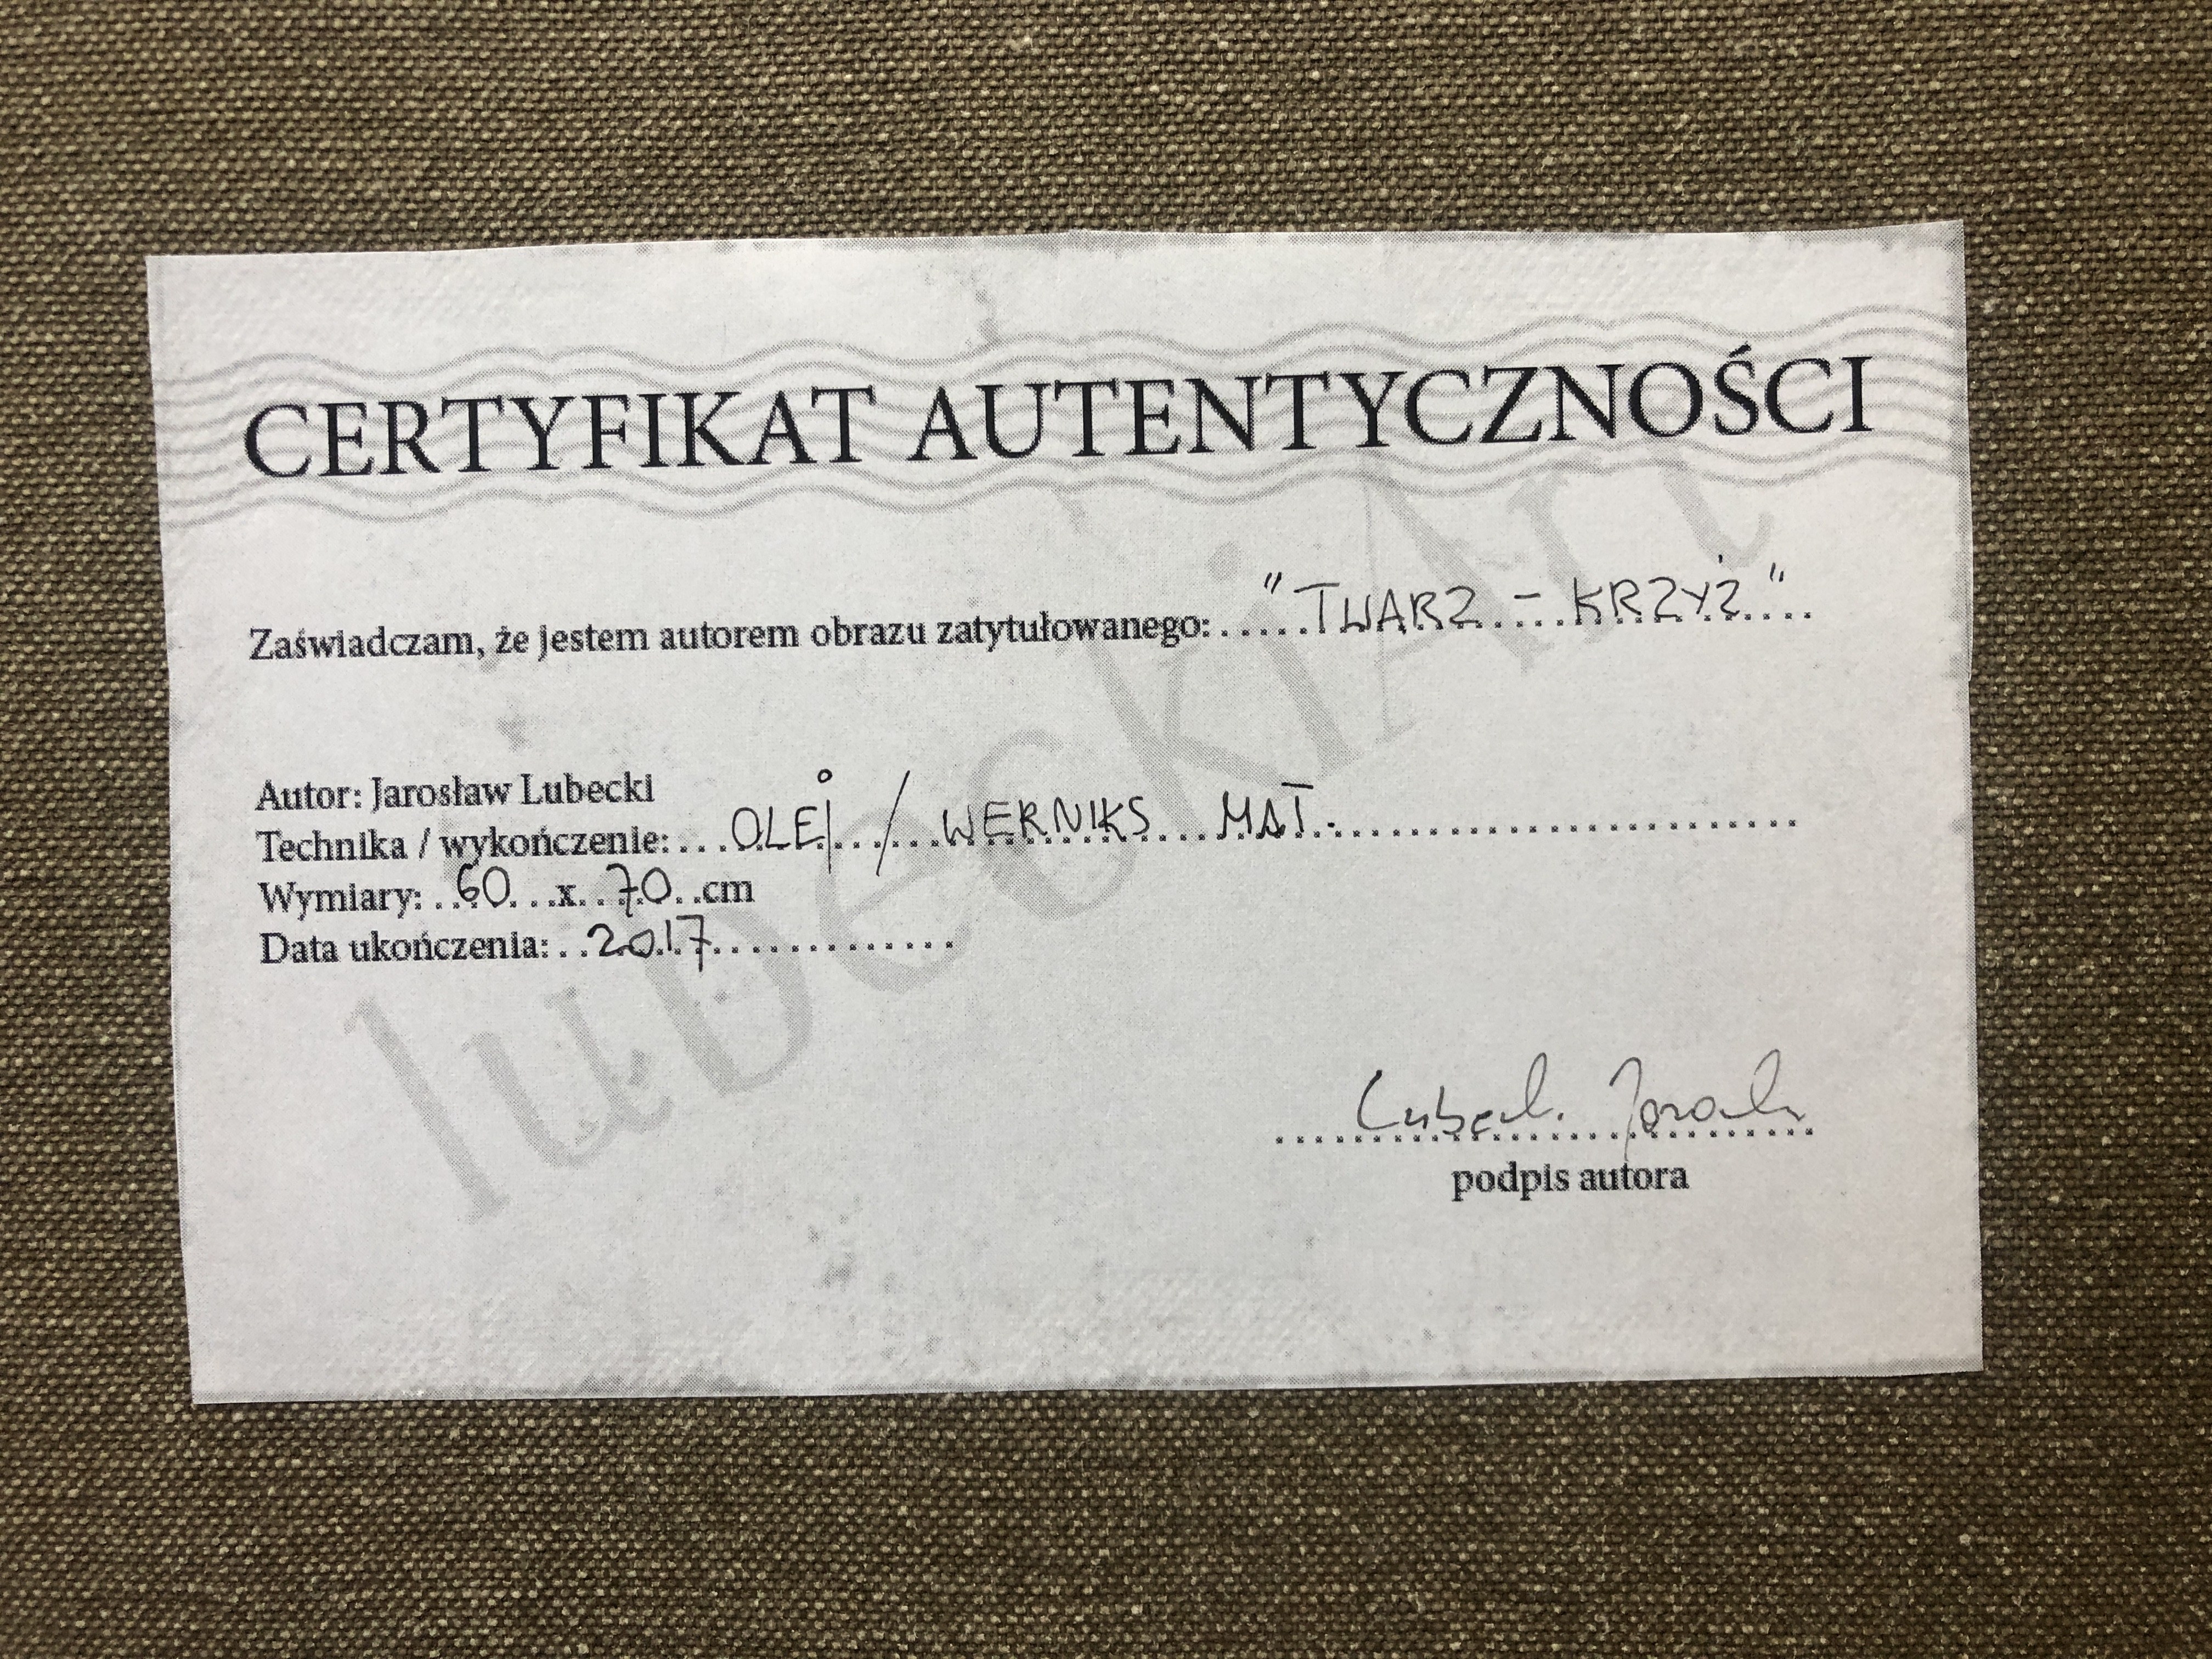 CERTYFIKAT AUTENTYCZNOŚCI
Zaświadczam, że jestem autorem obrazu zatytułowanego: ....."TWARZ - KRZYŻ"....
Autor: Jarosław Lubecki
Technika / wykończenie: ...OLEJ / WERNIKS MAT.
Wymiary: ..60...x..70..cm
Data ukończenia: ..2017..............
podpis autora
lubeckiArt